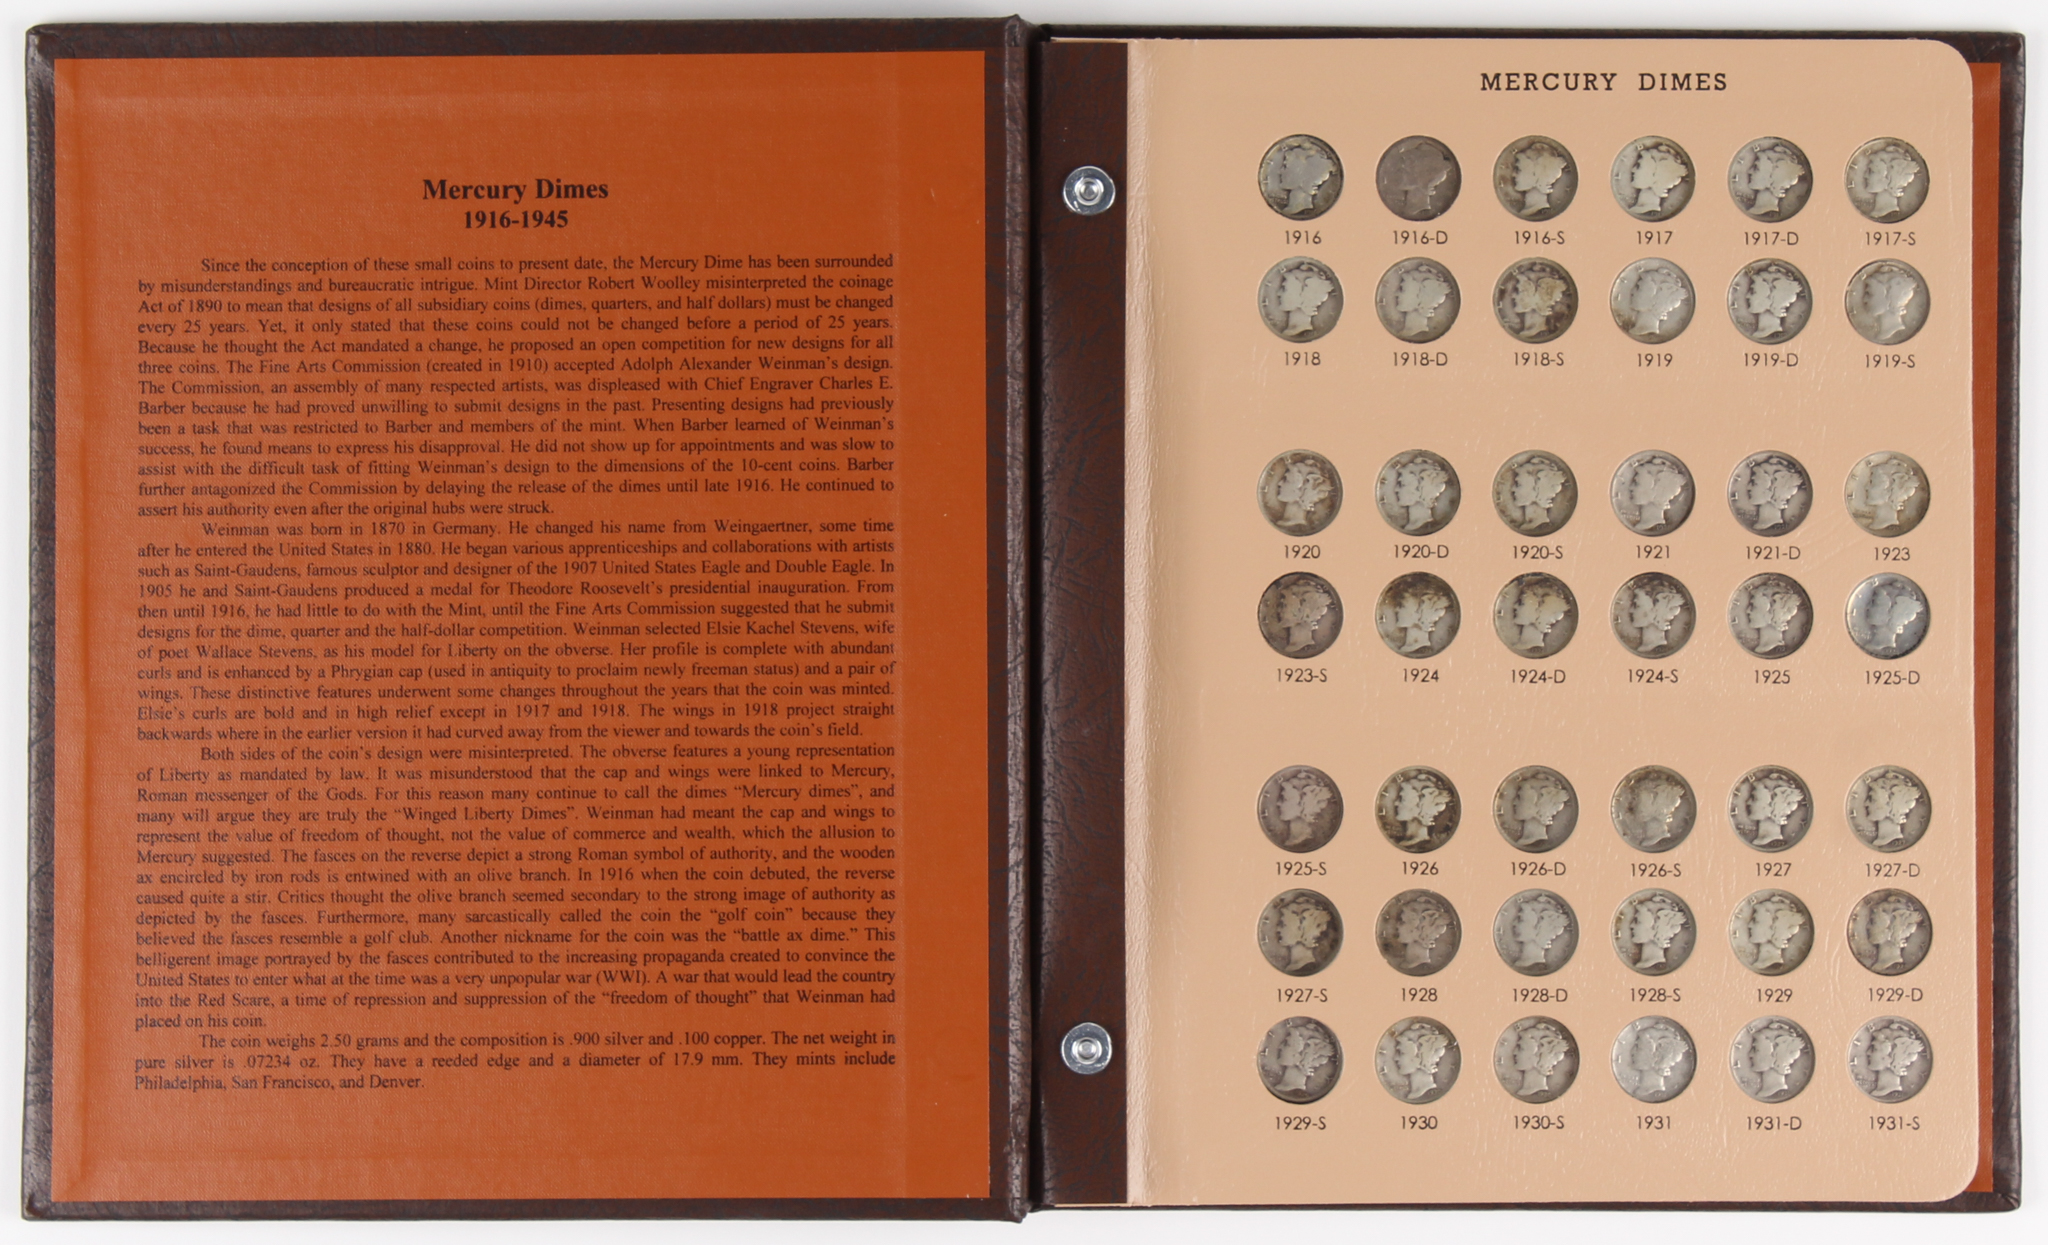 Mercury Dimes
1916-1945
Since the conception of these small coins to present date, the Mercury Dime has been surrounded
by misunderstandings and bureaucratic intrigue. Mint Director Robert Woolley misinterpreted the coinage
Act of 1890 to mean that designs of all subsidiary coins (dimes, quarters, and half dollars) must be changed
every 25 years. Yet, it only stated that these coins could not be changed before a period of 25 years.
Because he thought the Act mandated a change, he proposed an open competition for new designs for all
three coins. The Fine Arts Commission (created in 1910) accepted Adolph Alexander Weinman's design.
The Commission, an assembly of many respected artists, was displeased with Chief Engraver Charles E.
Barber because he had proved unwilling to submit designs in the past. Presenting designs had previously
been a task that was restricted to Barber and members of the mint. When Barber learned of Weinman's
success, he found means to express his disapproval. He did not show up for appointments and was slow to
assist with the difficult task of fitting Weinman's design to the dimensions of the 10-cent coins. Barber
further antagonized the Commission by delaying the release of the dimes until late 1916. He continued to
assert his authority even after the original hubs were struck.
Weinman was born in 1870 in Germany. He changed his name from Weingaertner, some time
after he entered the United States in 1880. He began various apprenticeships and collaborations with artists
such as Saint-Gaudens, famous sculptor and designer of the 1907 United States Eagle and Double Eagle. In
1905 he and Saint-Gaudens produced a medal for Theodore Roosevelt's presidential inauguration. From
then until 1916, he had little to do with the Mint, until the Fine Arts Commission suggested that he submit
designs for the dime, quarter and the half-dollar competition. Weinman selected Elsie Kachel Stevens, wife
of poet Wallace Stevens, as his model for Liberty on the obverse. Her profile is complete with abundant
curls and is enhanced by a Phrygian cap (used in antiquity to proclaim newly freeman status) and a pair of
wings. These distinctive features underwent some changes throughout the years that the coin was minted.
Elsie's curls are bold and in high relief except in 1917 and 1918. The wings in 1918 project straight
backwards where in the earlier version it had curved away from the viewer and towards the coin's field.
Both sides of the coin's design were misinterpreted. The obverse features a young representation
of Liberty as mandated by law. It was misunderstood that the cap and wings were linked to Mercury,
Roman messenger of the Gods. For this reason many continue to call the dimes “Mercury dimes”, and
many will argue they are truly the “Winged Liberty Dimes”. Weinman had meant the cap and wings to
represent the value of freedom of thought, not the value of commerce and wealth, which the allusion to
Mercury suggested. The fasces on the reverse depict a strong Roman symbol of authority, and the wooden
ax encircled by iron rods is entwined with an olive branch. In 1916 when the coin debuted, the reverse
caused quite a stir. Critics thought the olive branch seemed secondary to the strong image of authority as
depicted by the fasces. Furthermore, many sarcastically called the coin the “golf coin” because they
believed the fasces resemble a golf club. Another nickname for the coin was the “battle ax dime.” This
belligerent image portrayed by the fasces contributed to the increasing propaganda created to convince the
United States to enter what at the time was a very unpopular war (WWI). A war that would lead the country
into the Red Scare, a time of repression and suppression of the “freedom of thought” that Weinman had
placed on his coin.
The coin weighs 2.50 grams and the composition is .900 silver and .100 copper. The net weight in
pure silver is .07234 oz. They have a reeded edge and a diameter of 17.9 mm. They mints include
Philadelphia, San Francisco, and Denver.
MERCURY DIMES
1916 1916-D 1916-S 1917 1917-D 1917-S
1918 1918-D 1918-S 1919 1919-D 1919-S
1920 1920-D 1920-S 1921 1921-D 1923
1923-S 1924 1924-D 1924-S 1925 1925-D
1925-S 1926 1926-D 1926-S 1927 1927-D
1927-S 1928 1928-D 1928-S 1929 1929-D
1929-S 1930 1930-S 1931 1931-D 1931-S